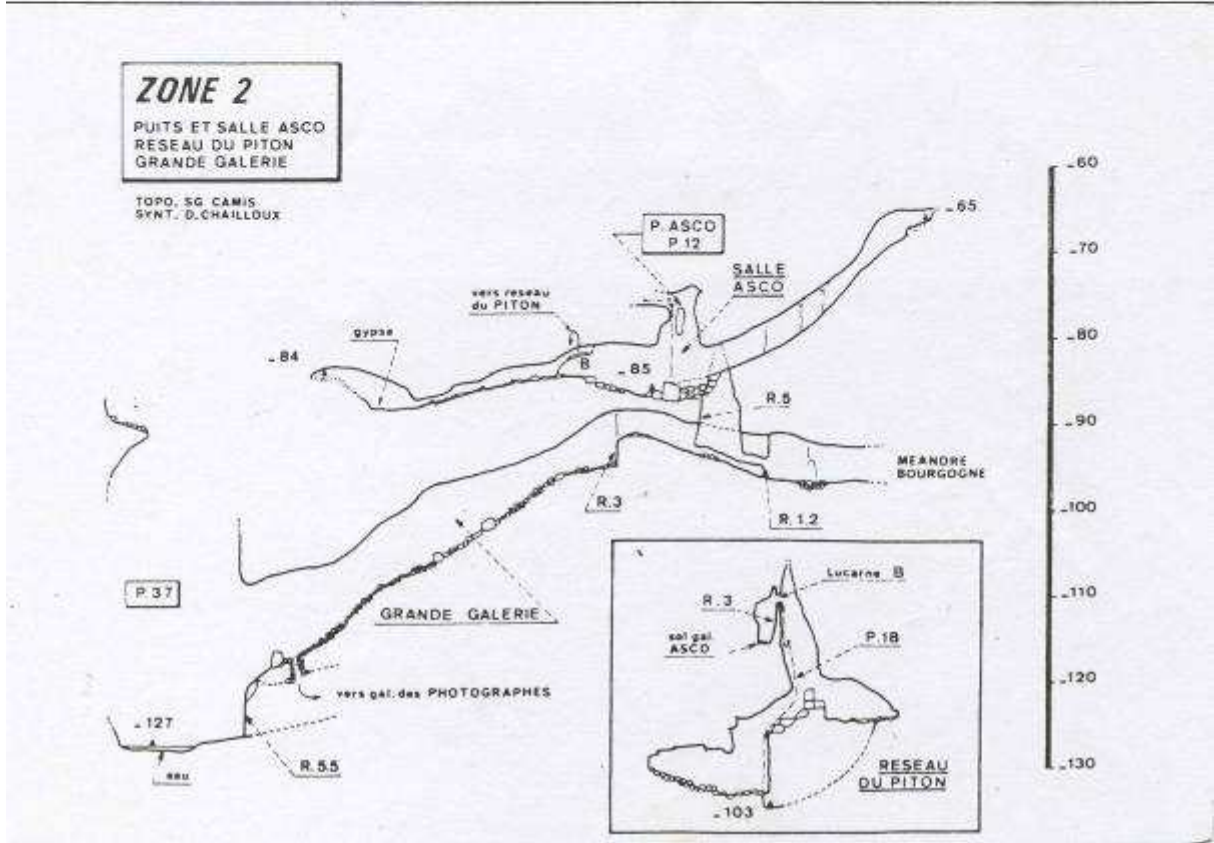 ZONE 2
PUITS ET SALLE ASCO
RESEAU DU PITON
GRANDE GALERIE
TOPO. SG CAMIS
SYNT. D.CHAILLOUX
-60
-65
P. ASCO
P 12
-70
SALLE
ASCO
vers reseau
du PITON
gypse
-80
-84
B
-85
R.5
-90
MEANDRE
BOURGOGNE
R.3
-100
R.1.2
P.37
Lucarne B
-110
R.3
GRANDE GALERIE
sol gal.
ASCO
P.18
-120
vers gal. des PHOTOGRAPHES
-127
R.5.5
eau
RESEAU
DU PITON
-130
-103